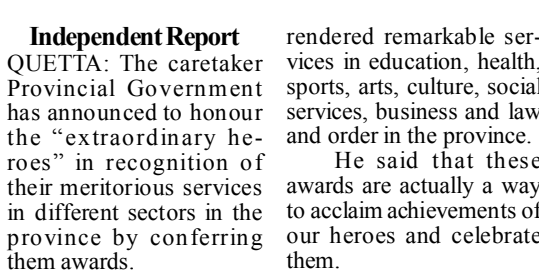 Independent Report
QUETTA: The caretaker
Provincial Government
has announced to honour
the “extraordinary he-
roes” in recognition of
their meritorious services
in different sectors in the
province by conferring
them awards.
rendered remarkable ser-
vices in education, health,
sports, arts, culture, social
services, business and law
and order in the province.
He said that these
awards are actually a way
to acclaim achievements of
our heroes and celebrate
them.